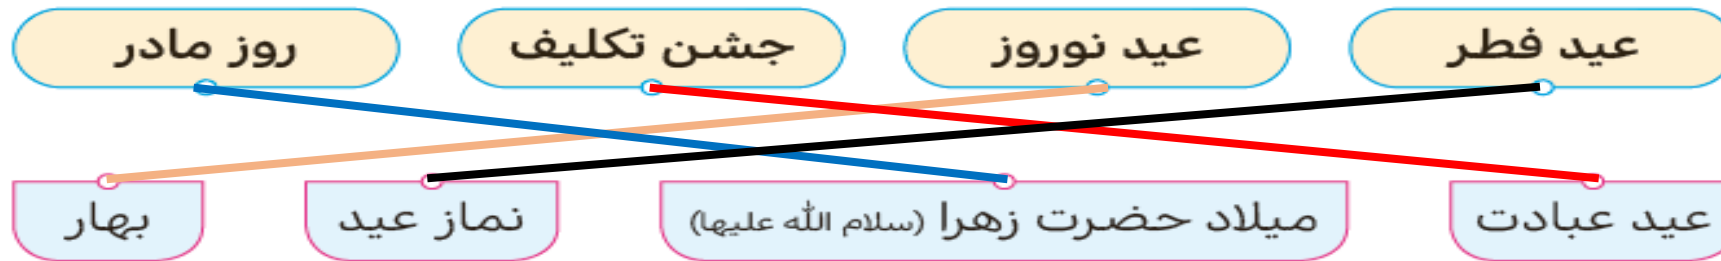 عید فطر
عید نوروز
جشن تکلیف
روز مادر
عید عبادت
میلاد حضرت زهرا (سلام الله علیها)
نماز عید
بهار